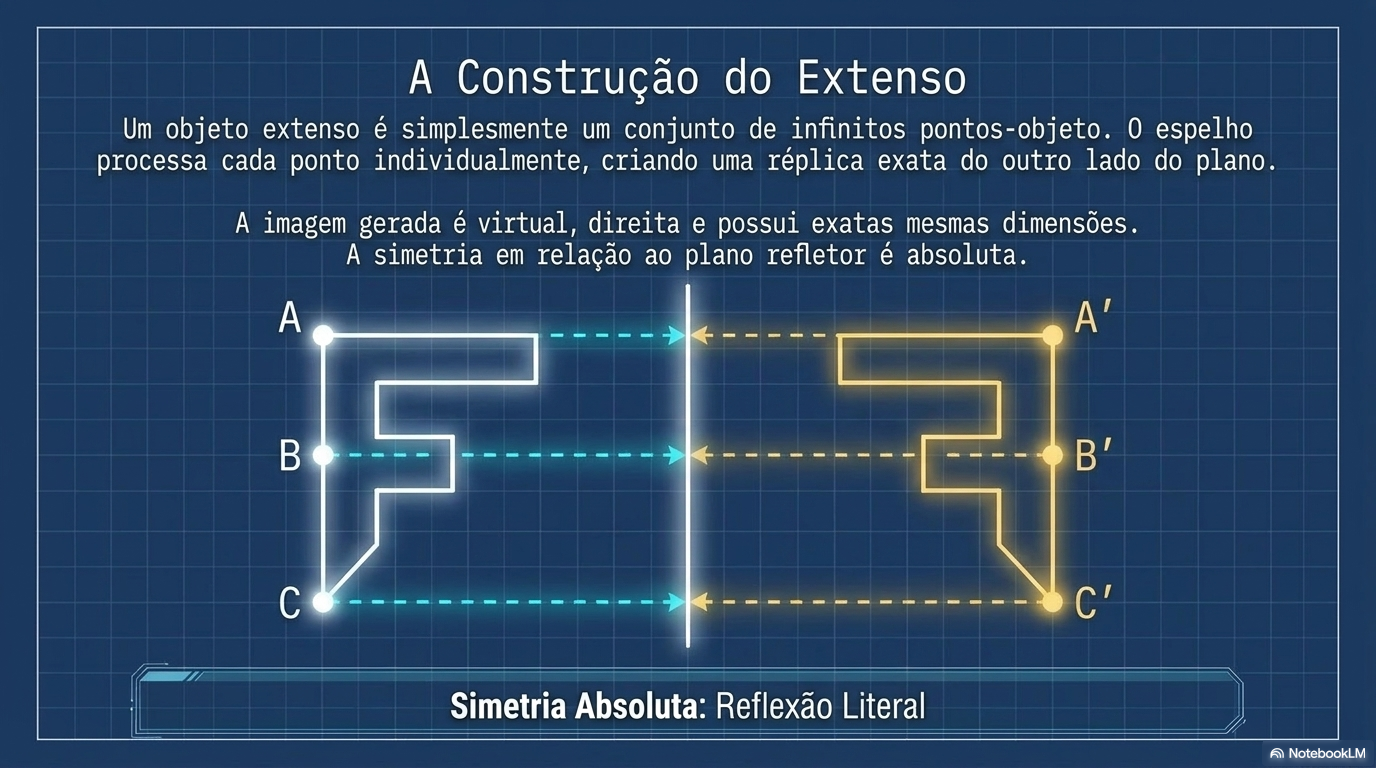 A Construção do Extenso
Um objeto extenso é simplesmente um conjunto de infinitos pontos-objeto. O espelho
processa cada ponto individualmente, criando uma réplica exata do outro lado do plano.
A imagem gerada é virtual, direita e possui exatas mesmas dimensões.
A simetria em relação ao plano refletor é absoluta.
A A'
B B'
C C'
Simetria Absoluta: Reflexão Literal
NotebookLM